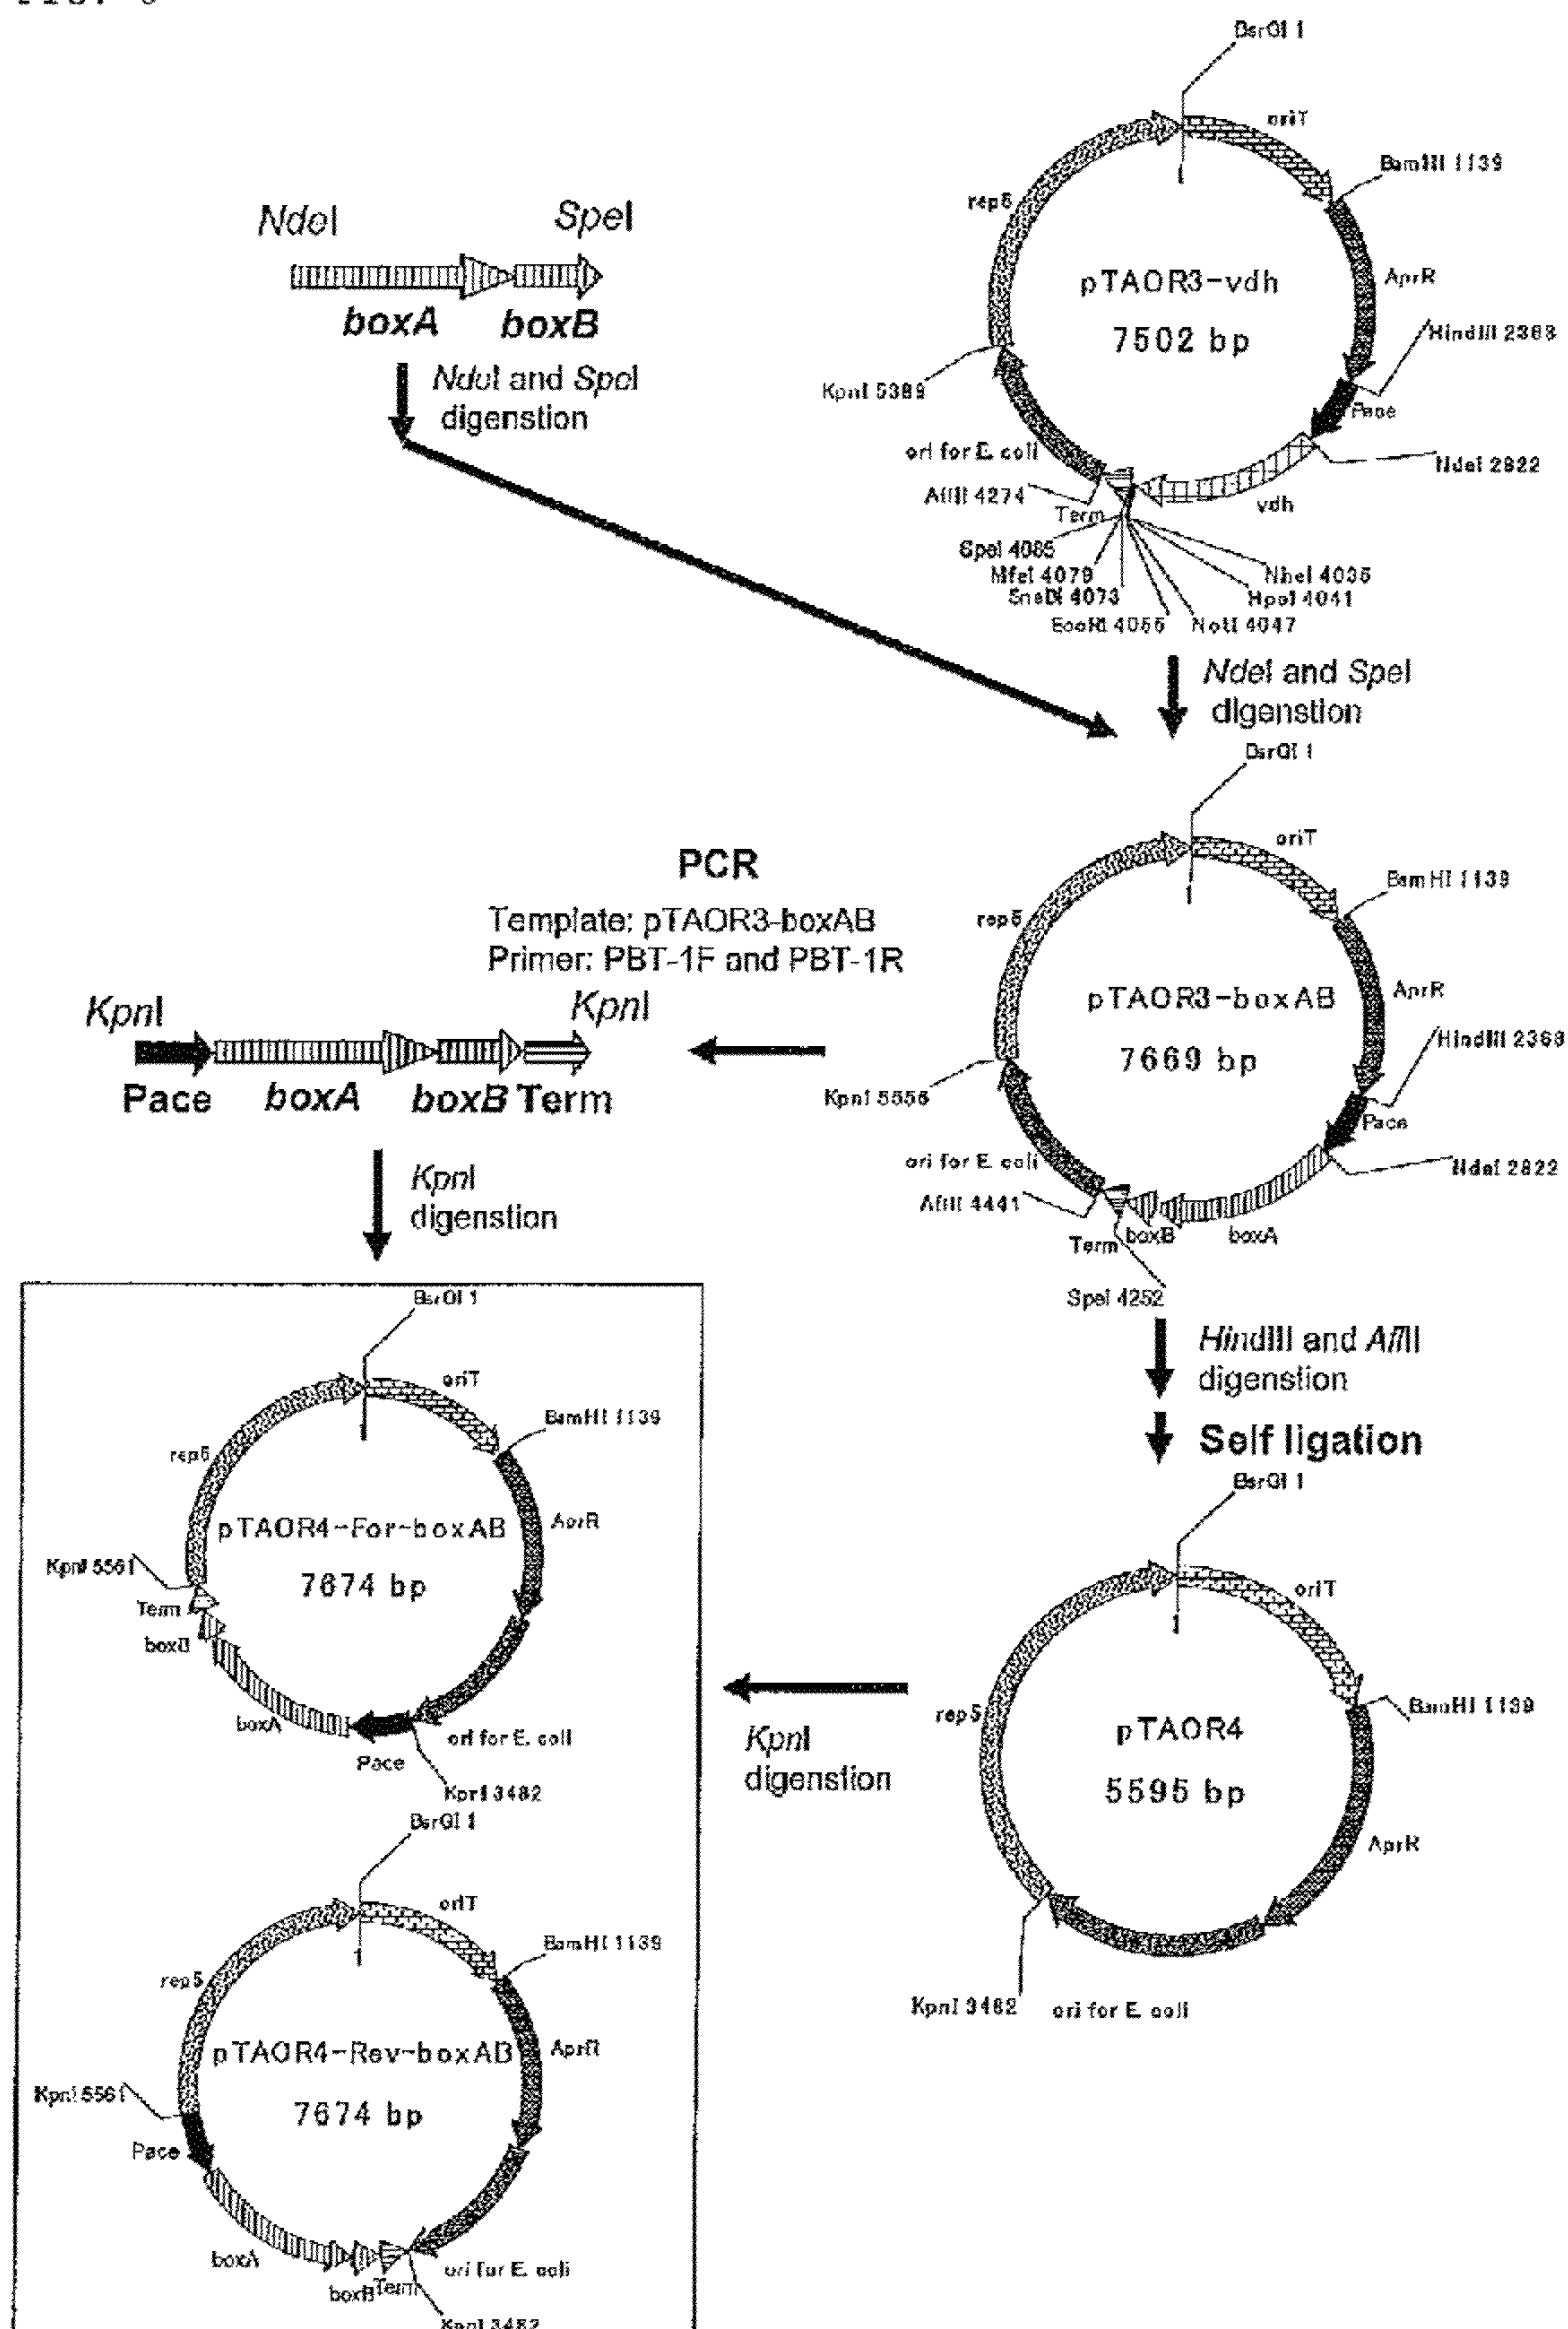 BsrGI 1
oriT
BamHI 1139
rep5
NdeI
SpeI
pTAOR3-vdh
7502 bp
AprR
boxA
boxB
HindIII 2368
NdeI and SpeI
digenstion
KpnI 5389
Pace
ori for E. coli
NdeI 2822
AflII 4274
Term
vdh
SpeI 4085
MfeI 4079
NheI 4035
HpaI 4041
EcoRI 4055
NotI 4047
NdeI and SpeI
digenstion
BsrGI 1
oriT
PCR
BamHI 1139
Template: pTAOR3-boxAB
Primer: PBT-1F and PBT-1R
rep5
pTAOR3-boxAB
7669 bp
AprR
KpnI
KpnI
HindIII 2368
Pace
boxA
boxB
Term
KpnI 5556
Pace
ori for E. coli
NdeI 2822
KpnI
digenstion
AflII 4441
Term
boxB
boxA
SpeI 4252
BsrGI 1
HindIII and AflII
digenstion
oriT
BamHI 1139
Self ligation
rep5
BsrGI 1
pTAOR4-For-boxAB
7674 bp
AprR
KpnI 5561
Term
boxB
oriT
boxA
ori for E. coli
Pace
KpnI 3482
rep5
BamHI 1139
pTAOR4
5595 bp
KpnI
digenstion
BsrGI 1
AprR
oriT
BamHI 1139
rep5
KpnI 3482
ori for E. coli
pTAOR4-Rev-boxAB
7674 bp
AprR
KpnI 5561
Pace
boxA
boxB
Term
ori for E. coli
KpnI 3482